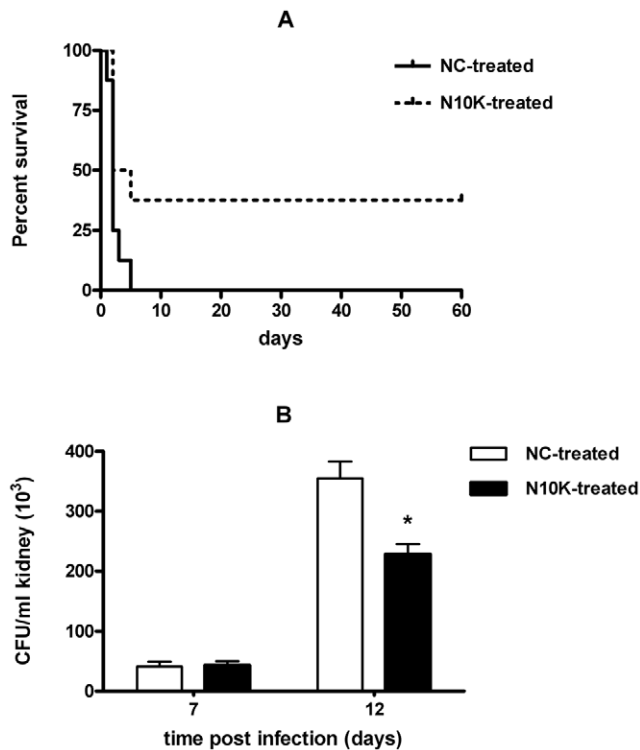 A
100
75
50
25
0
Percent survival
NC-treated
N10K-treated
0 10 20 30 40 50 60
days
B
400
300
200
100
0
CFU/ml kidney (10³)
NC-treated
N10K-treated
*
7 12
time post infection (days)